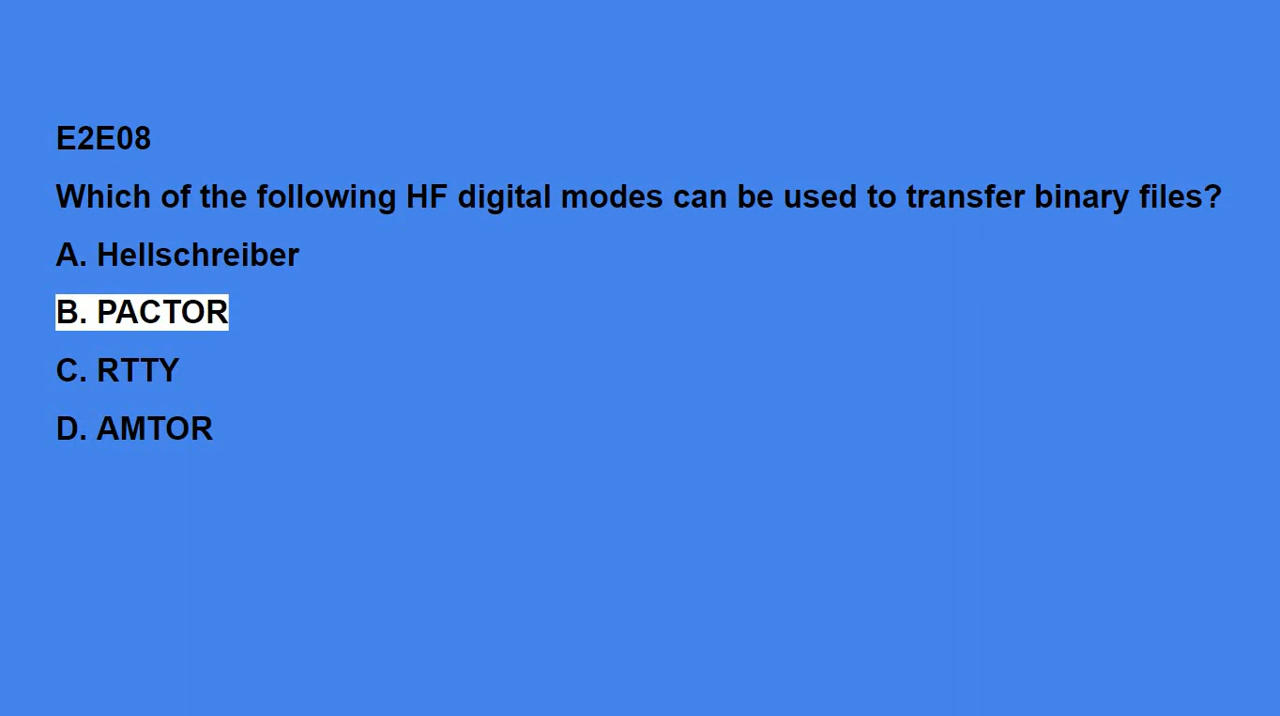 E2E08
Which of the following HF digital modes can be used to transfer binary files?
A. Hellschreiber
B. PACTOR
C. RTTY
D. AMTOR